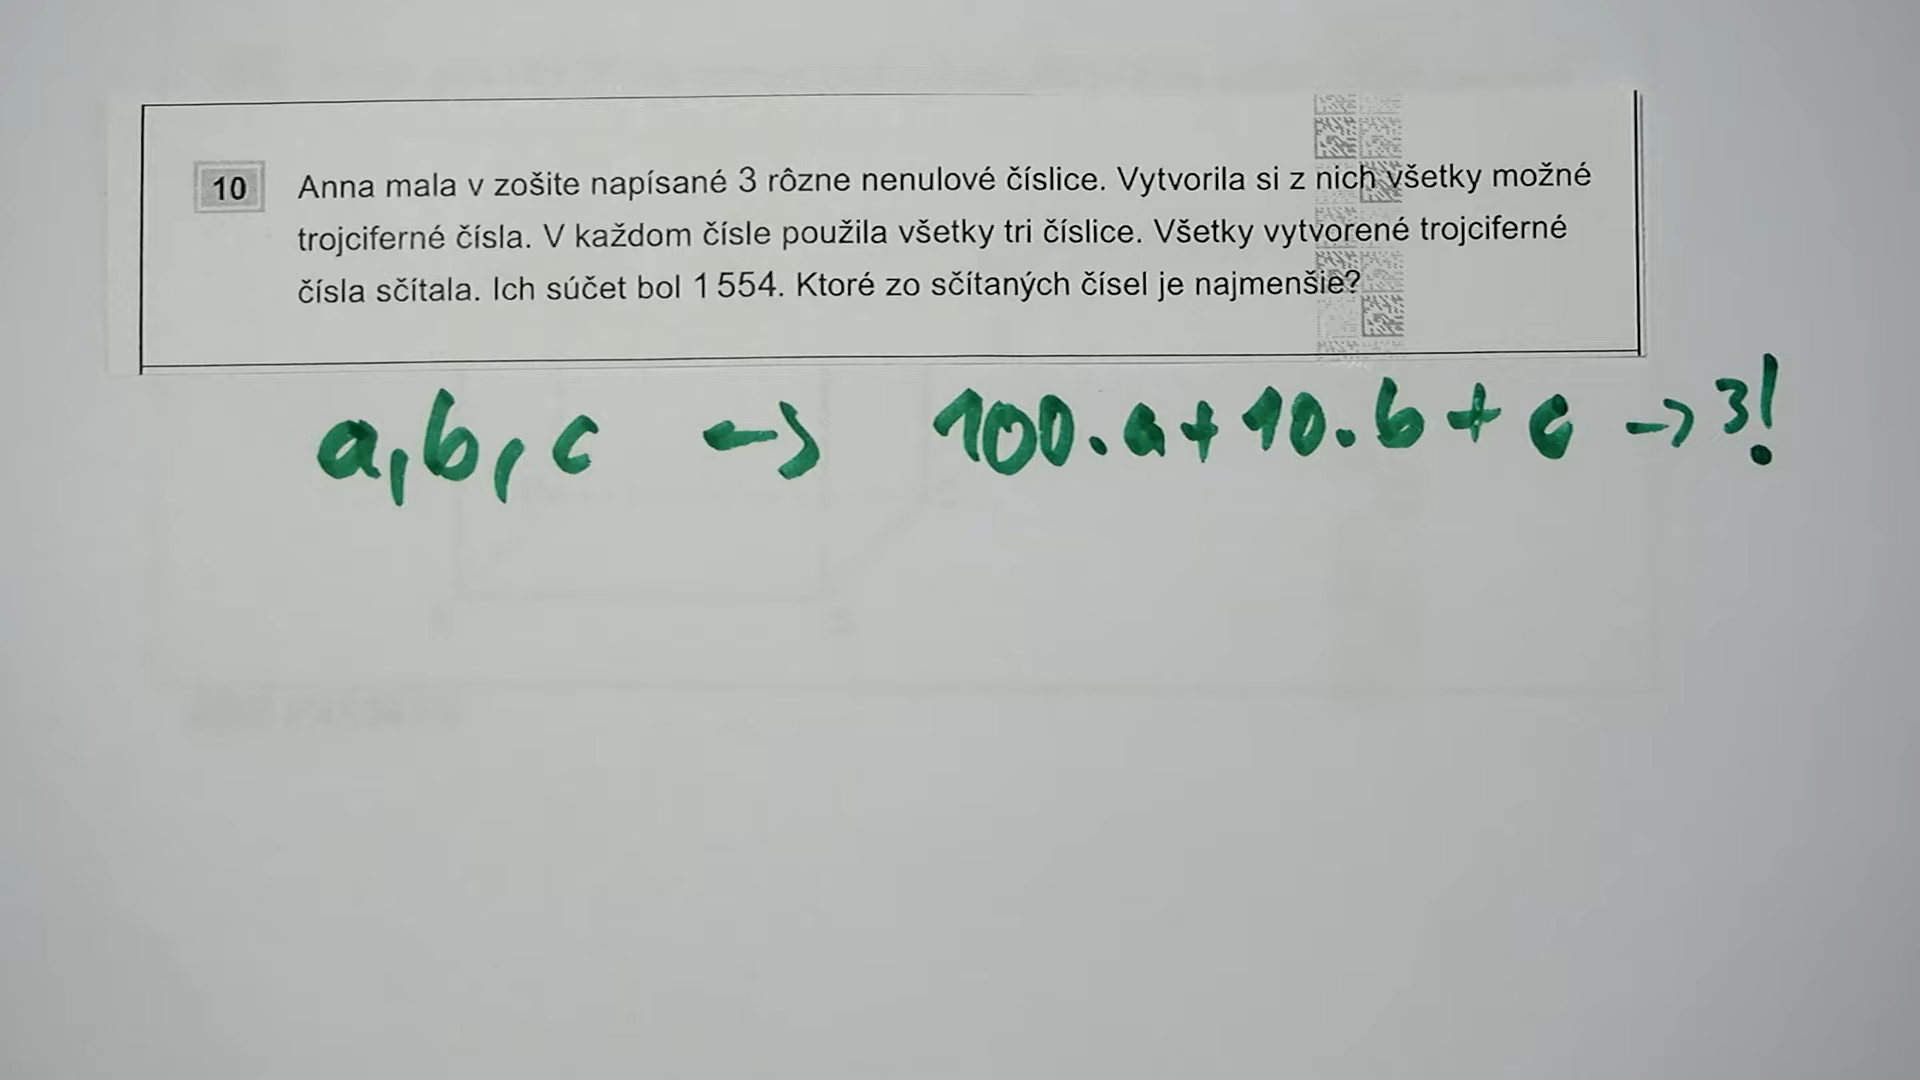 10 Anna mala v zošite napísané 3 rôzne nenulové číslice. Vytvorila si z nich všetky možné
trojciferné čísla. V každom čísle použila všetky tri číslice. Všetky vytvorené trojciferné
čísla sčítala. Ich súčet bol 1 554. Ktoré zo sčítaných čísel je najmenšie?
a, b, c → 100.a + 10.b + c → 3!